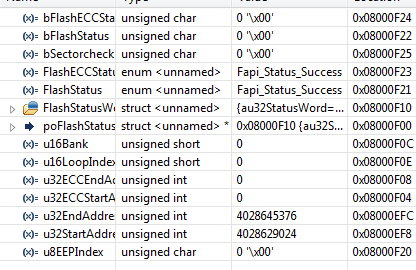 Name Type Value Location
(x)= bFlashECCSta unsigned char 0 '\x00' 0x08000F24
(x)= bFlashStatus unsigned char 0 '\x00' 0x08000F22
(x)= bSectorcheck unsigned char 0 '\x00' 0x08000F25
(x)= FlashECCStatu enum <unnamed> Fapi_Status_Success 0x08000F23
(x)= FlashStatus enum <unnamed> Fapi_Status_Success 0x08000F21
FlashStatusWo struct <unnamed> {au32StatusWord=... 0x08000F10
poFlashStatus struct <unnamed> * 0x08000F10 {au32S... 0x08000F00
(x)= u16Bank unsigned short 0 0x08000F0C
(x)= u16LoopIndex unsigned short 0 0x08000F0E
(x)= u32ECCEndAc unsigned int 0 0x08000F08
(x)= u32ECCStartA unsigned int 0 0x08000F04
(x)= u32EndAddre unsigned int 4028645376 0x08000EFC
(x)= u32StartAddre unsigned int 4028629024 0x08000EF8
(x)= u8EEPIndex unsigned char 0 '\x00' 0x08000F20